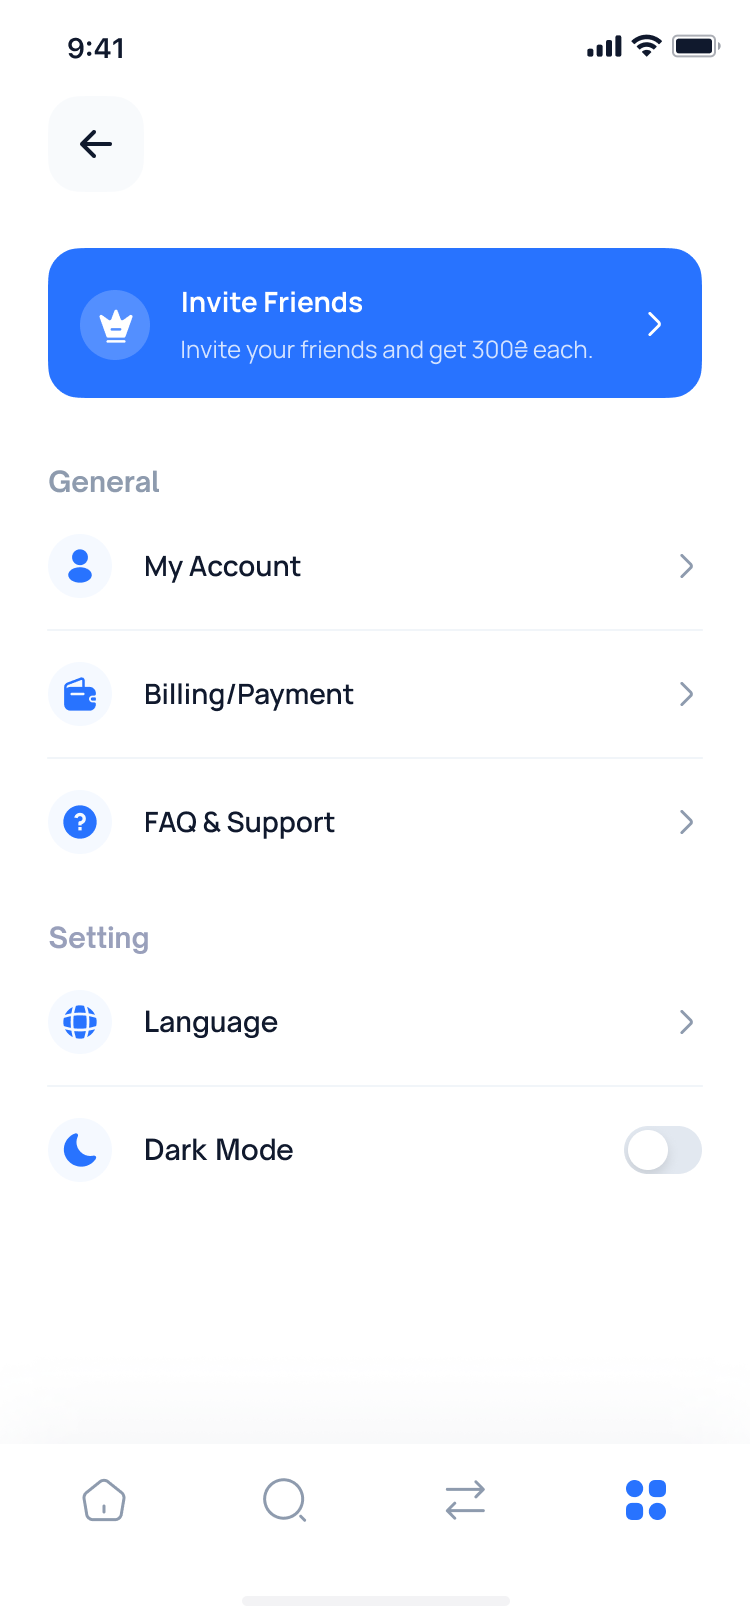 9:41
Invite Friends
Invite your friends and get 300₴ each.
General
My Account
Billing/Payment
FAQ & Support
Setting
Language
Dark Mode